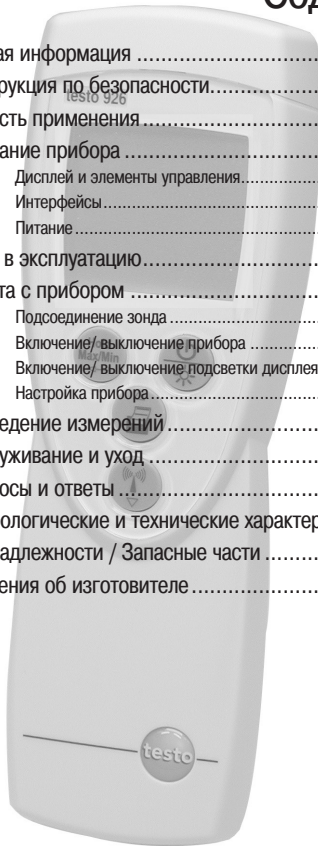 Сод
ая информация ........................
рукция по безопасности..............
testo 926
сть применения ........................
ание прибора ...........................
Дисплей и элементы управления..............
Интерфейсы........................................
Питание .............................................
в эксплуатацию.........................
та с прибором ..........................
Подсоединение зонда ........................
Включение/ выключение прибора ............
Max/Min
Включение/ выключение подсветки дисплея
Настройка прибора..............................
едение измерений .....................
уживание и уход ........................
осы и ответы ............................
ологические и технические характер
адлежности / Запасные части ..........
ения об изготовителе....................
testo